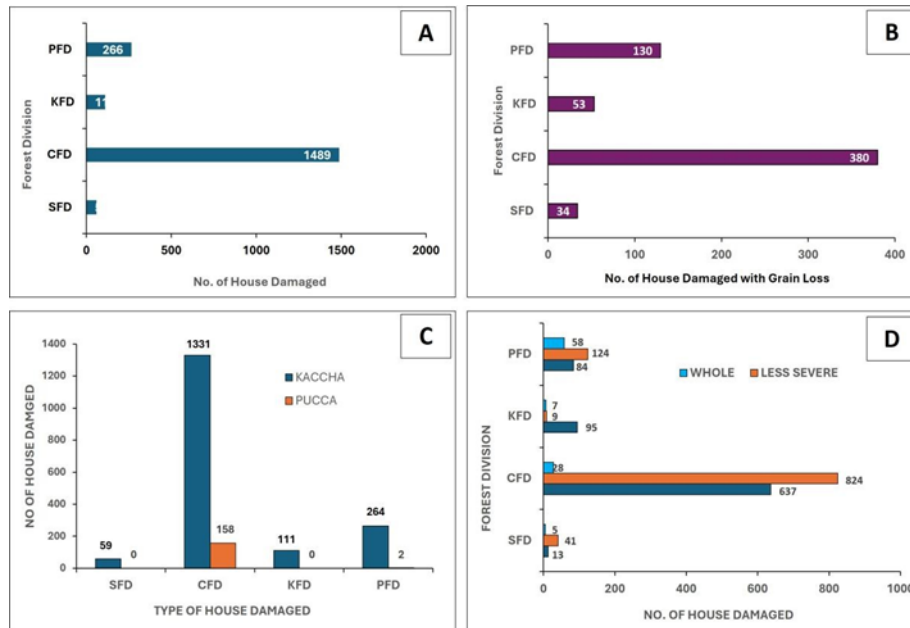 A
PFD
266
KFD
CFD
1489
SFD
0
500
1000
1500
2000
Forest Division
No. of House Damaged
B
PFD
130
KFD
53
CFD
380
SFD
34
0
100
200
300
400
Forest Division
No. of House Damaged with Grain Loss
C
1400
1200
1000
800
600
400
200
0
NO OF HOUSE DAMGED
KACCHA
PUCCA
59
0
1331
158
111
0
264
2
SFD
CFD
KFD
PFD
TYPE OF HOUSE DAMAGED
D
WHOLE
LESS SEVERE
PFD
58
124
84
KFD
7
9
95
CFD
28
824
637
SFD
5
41
13
0
200
400
600
800
1000
FOREST DIVISION
NO. OF HOUSE DAMAGED